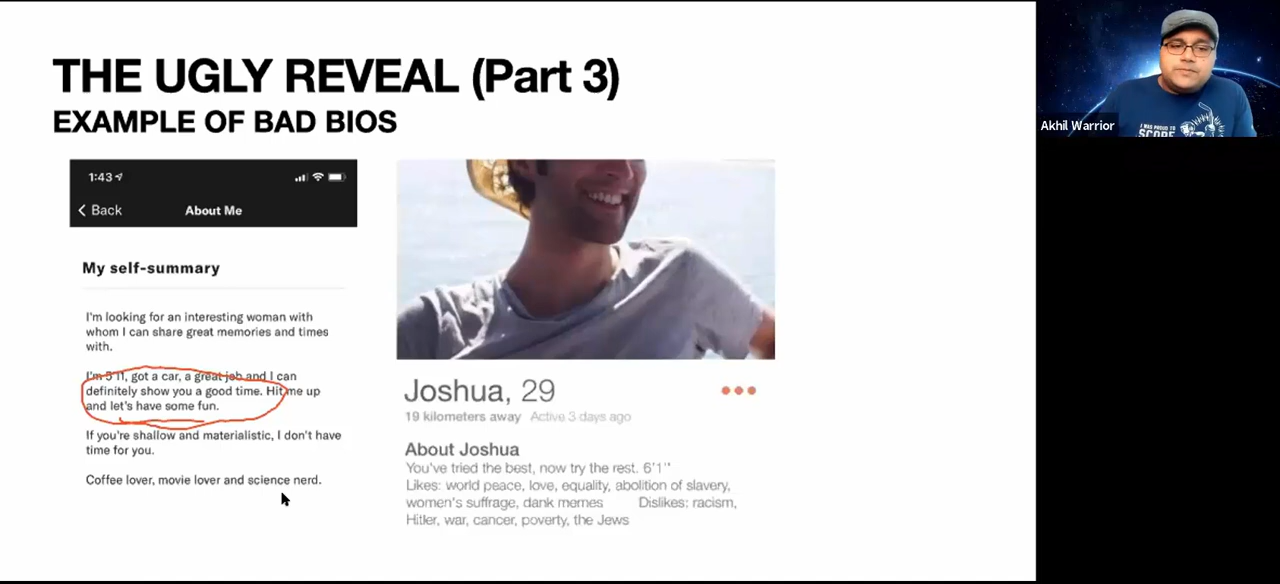 THE UGLY REVEAL (Part 3)
EXAMPLE OF BAD BIOS
1:43
Back
About Me
My self-summary
I'm looking for an interesting woman with
whom I can share great memories and times
with.
I'm 5'11, got a car, a great job and I can
definitely show you a good time. Hit me up
and let's have some fun.
If you're shallow and materialistic, I don't have
time for you.
Coffee lover, movie lover and science nerd.
Joshua, 29
19 kilometers away Active 3 days ago
About Joshua
You've tried the best, now try the rest. 6'1''
Likes: world peace, love, equality, abolition of slavery,
women's suffrage, dank memes Dislikes: racism,
Hitler, war, cancer, poverty, the Jews
Akhil Warrior
I WAS PROUD TO
SCORE